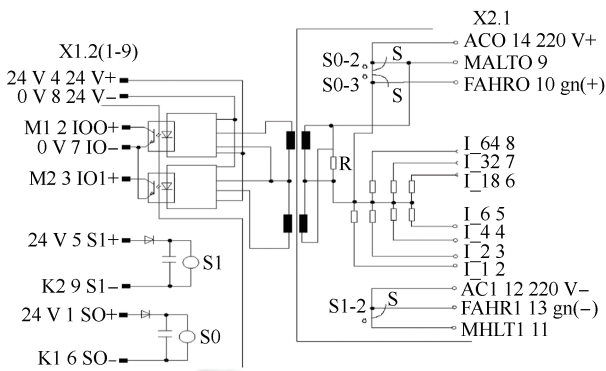 X2.1
X1.2(1-9)
ACO 14 220 V+
S
S0-2
MALTO 9
S0-3
S
FAHRO 10 gn(+)
24 V 4 24 V+
0 V 8 24 V-
M1 2 IOO+
0 V 7 IO-
M2 3 IO1+
R
I_64 8
I_32 7
I_18 6
I_6 5
I_4 4
I_2 3
I_1 2
24 V 5 S1+
S1
K2 9 S1-
24 V 1 SO+
S0
K1 6 SO-
AC1 12 220 V-
S1-2
S
FAHR1 13 gn(-)
MHLT1 11